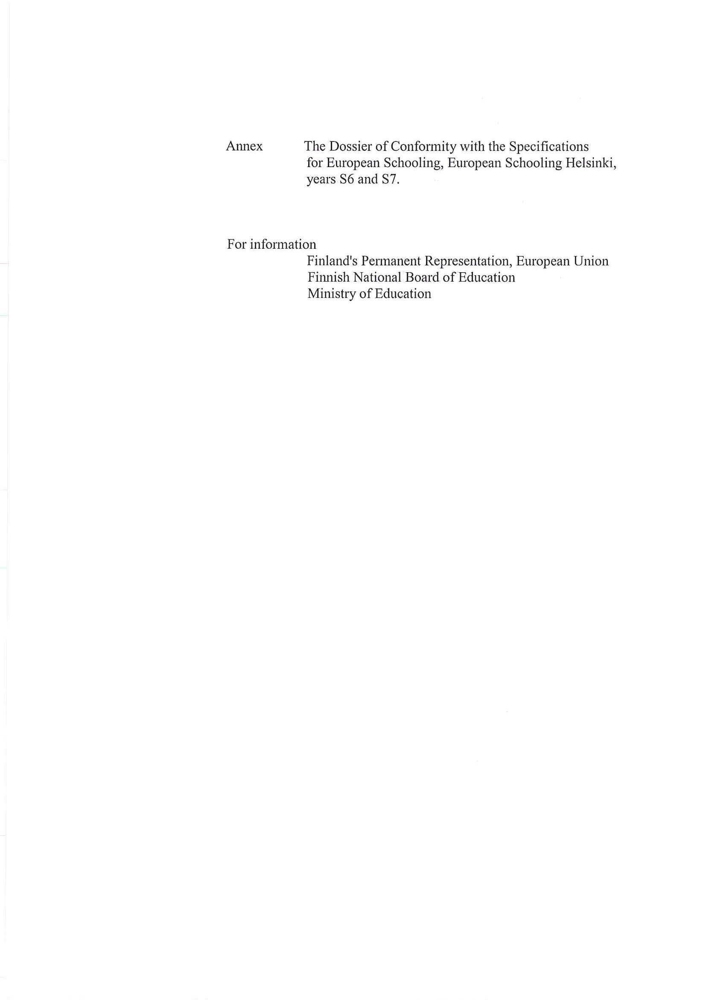 Annex The Dossier of Conformity with the Specifications
for European Schooling, European Schooling Helsinki,
years S6 and S7.
For information
Finland's Permanent Representation, European Union
Finnish National Board of Education
Ministry of Education